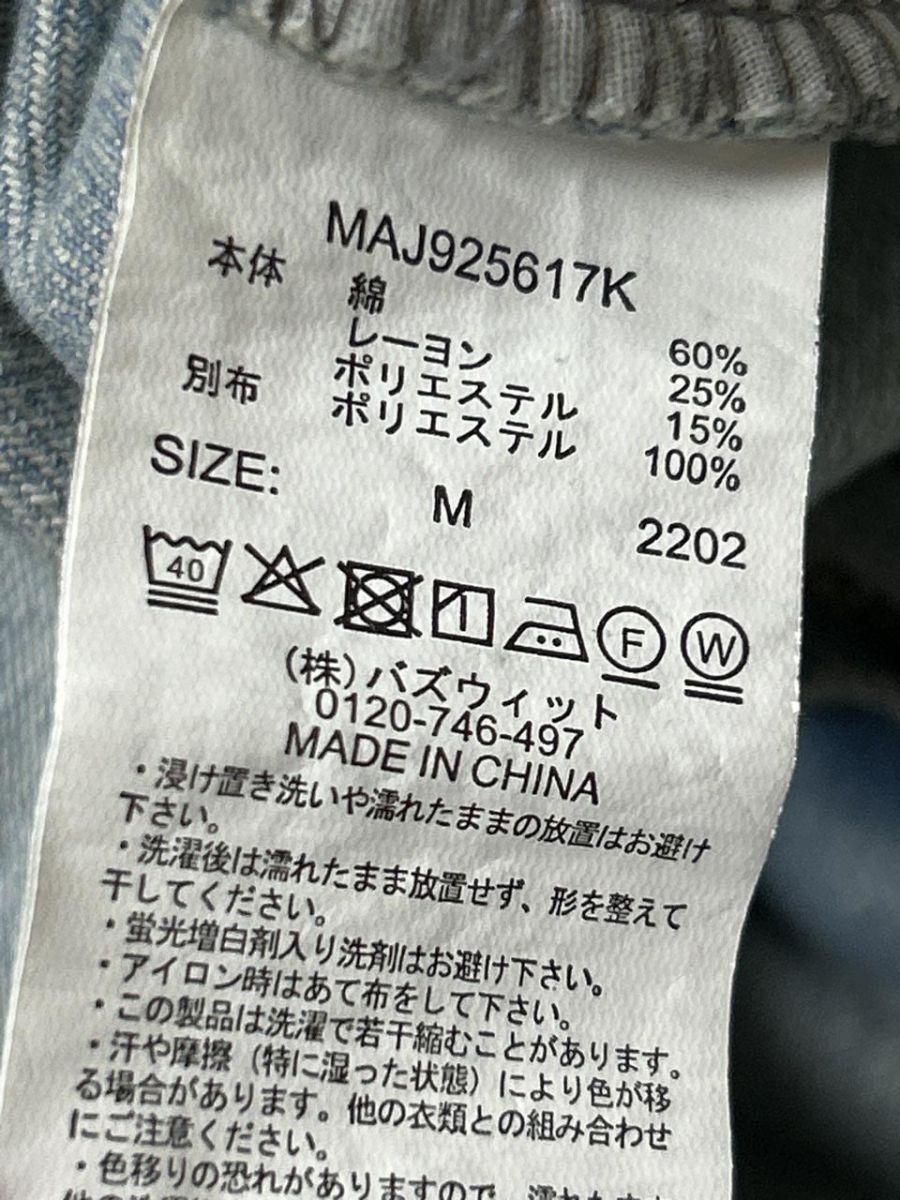 MAJ925617K
本体 綿 60%
レーヨン 25%
ポリエステル 15%
別布 ポリエステル 100%
SIZE: M 2202
40 F W
(株)バズウィット
0120-746-497
MADE IN CHINA
・浸け置き洗いや濡れたままの放置はお避け
下さい。
・洗濯後は濡れたまま放置せず、形を整えて
干してください。
・蛍光増白剤入り洗剤はお避け下さい。
・アイロン時はあて布をして下さい。
・この製品は洗濯で若干縮むことがあります。
・汗や摩擦(特に湿った状態)により色が移
る場合があります。他の衣類との組み合わせ
にご注意ください。
・色移りの恐れがありますので、濡れたまま